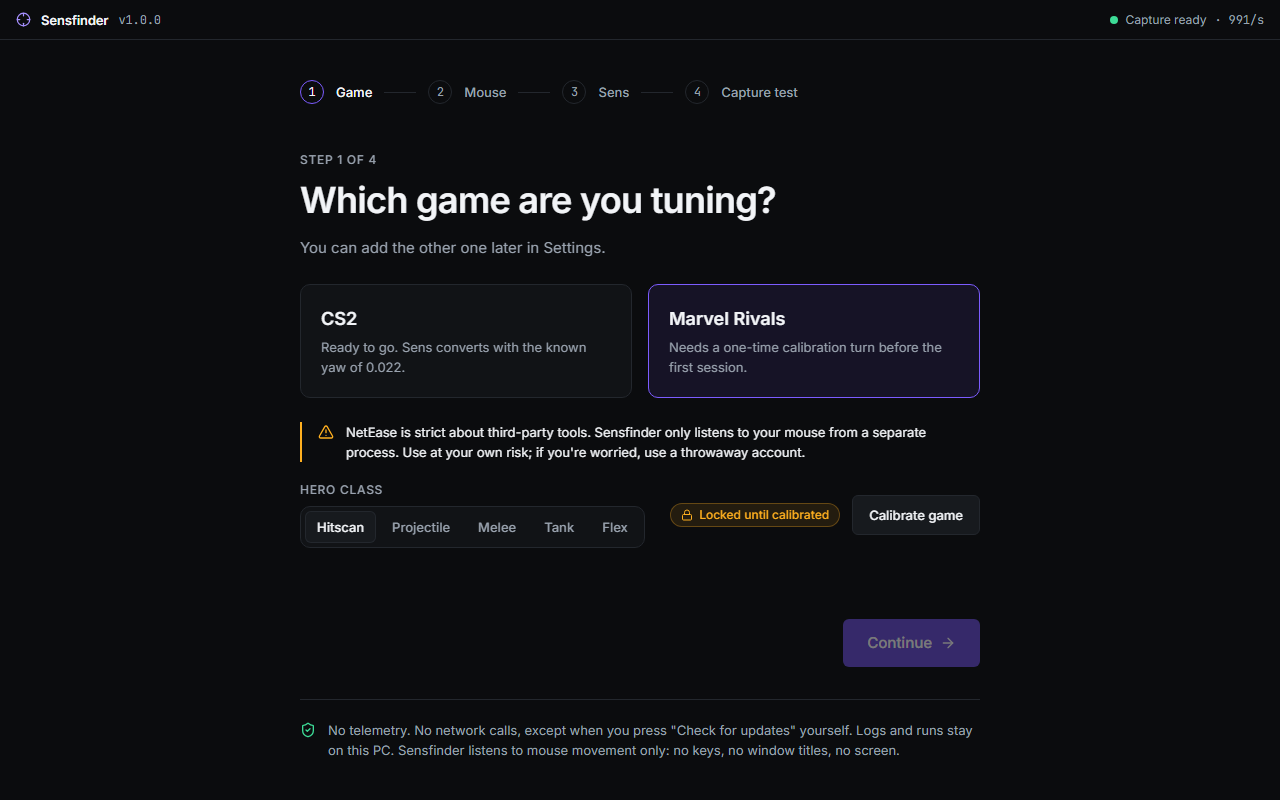 Sensfinder v1.0.0
Capture ready · 991/s
1 Game 2 Mouse 3 Sens 4 Capture test
STEP 1 OF 4
Which game are you tuning?
You can add the other one later in Settings.
CS2
Ready to go. Sens converts with the known
yaw of 0.022.
Marvel Rivals
Needs a one-time calibration turn before the
first session.
NetEase is strict about third-party tools. Sensfinder only listens to your mouse from a separate
process. Use at your own risk; if you're worried, use a throwaway account.
HERO CLASS
Hitscan Projectile Melee Tank Flex
Locked until calibrated
Calibrate game
Continue →
No telemetry. No network calls, except when you press "Check for updates" yourself. Logs and runs stay
on this PC. Sensfinder listens to mouse movement only: no keys, no window titles, no screen.